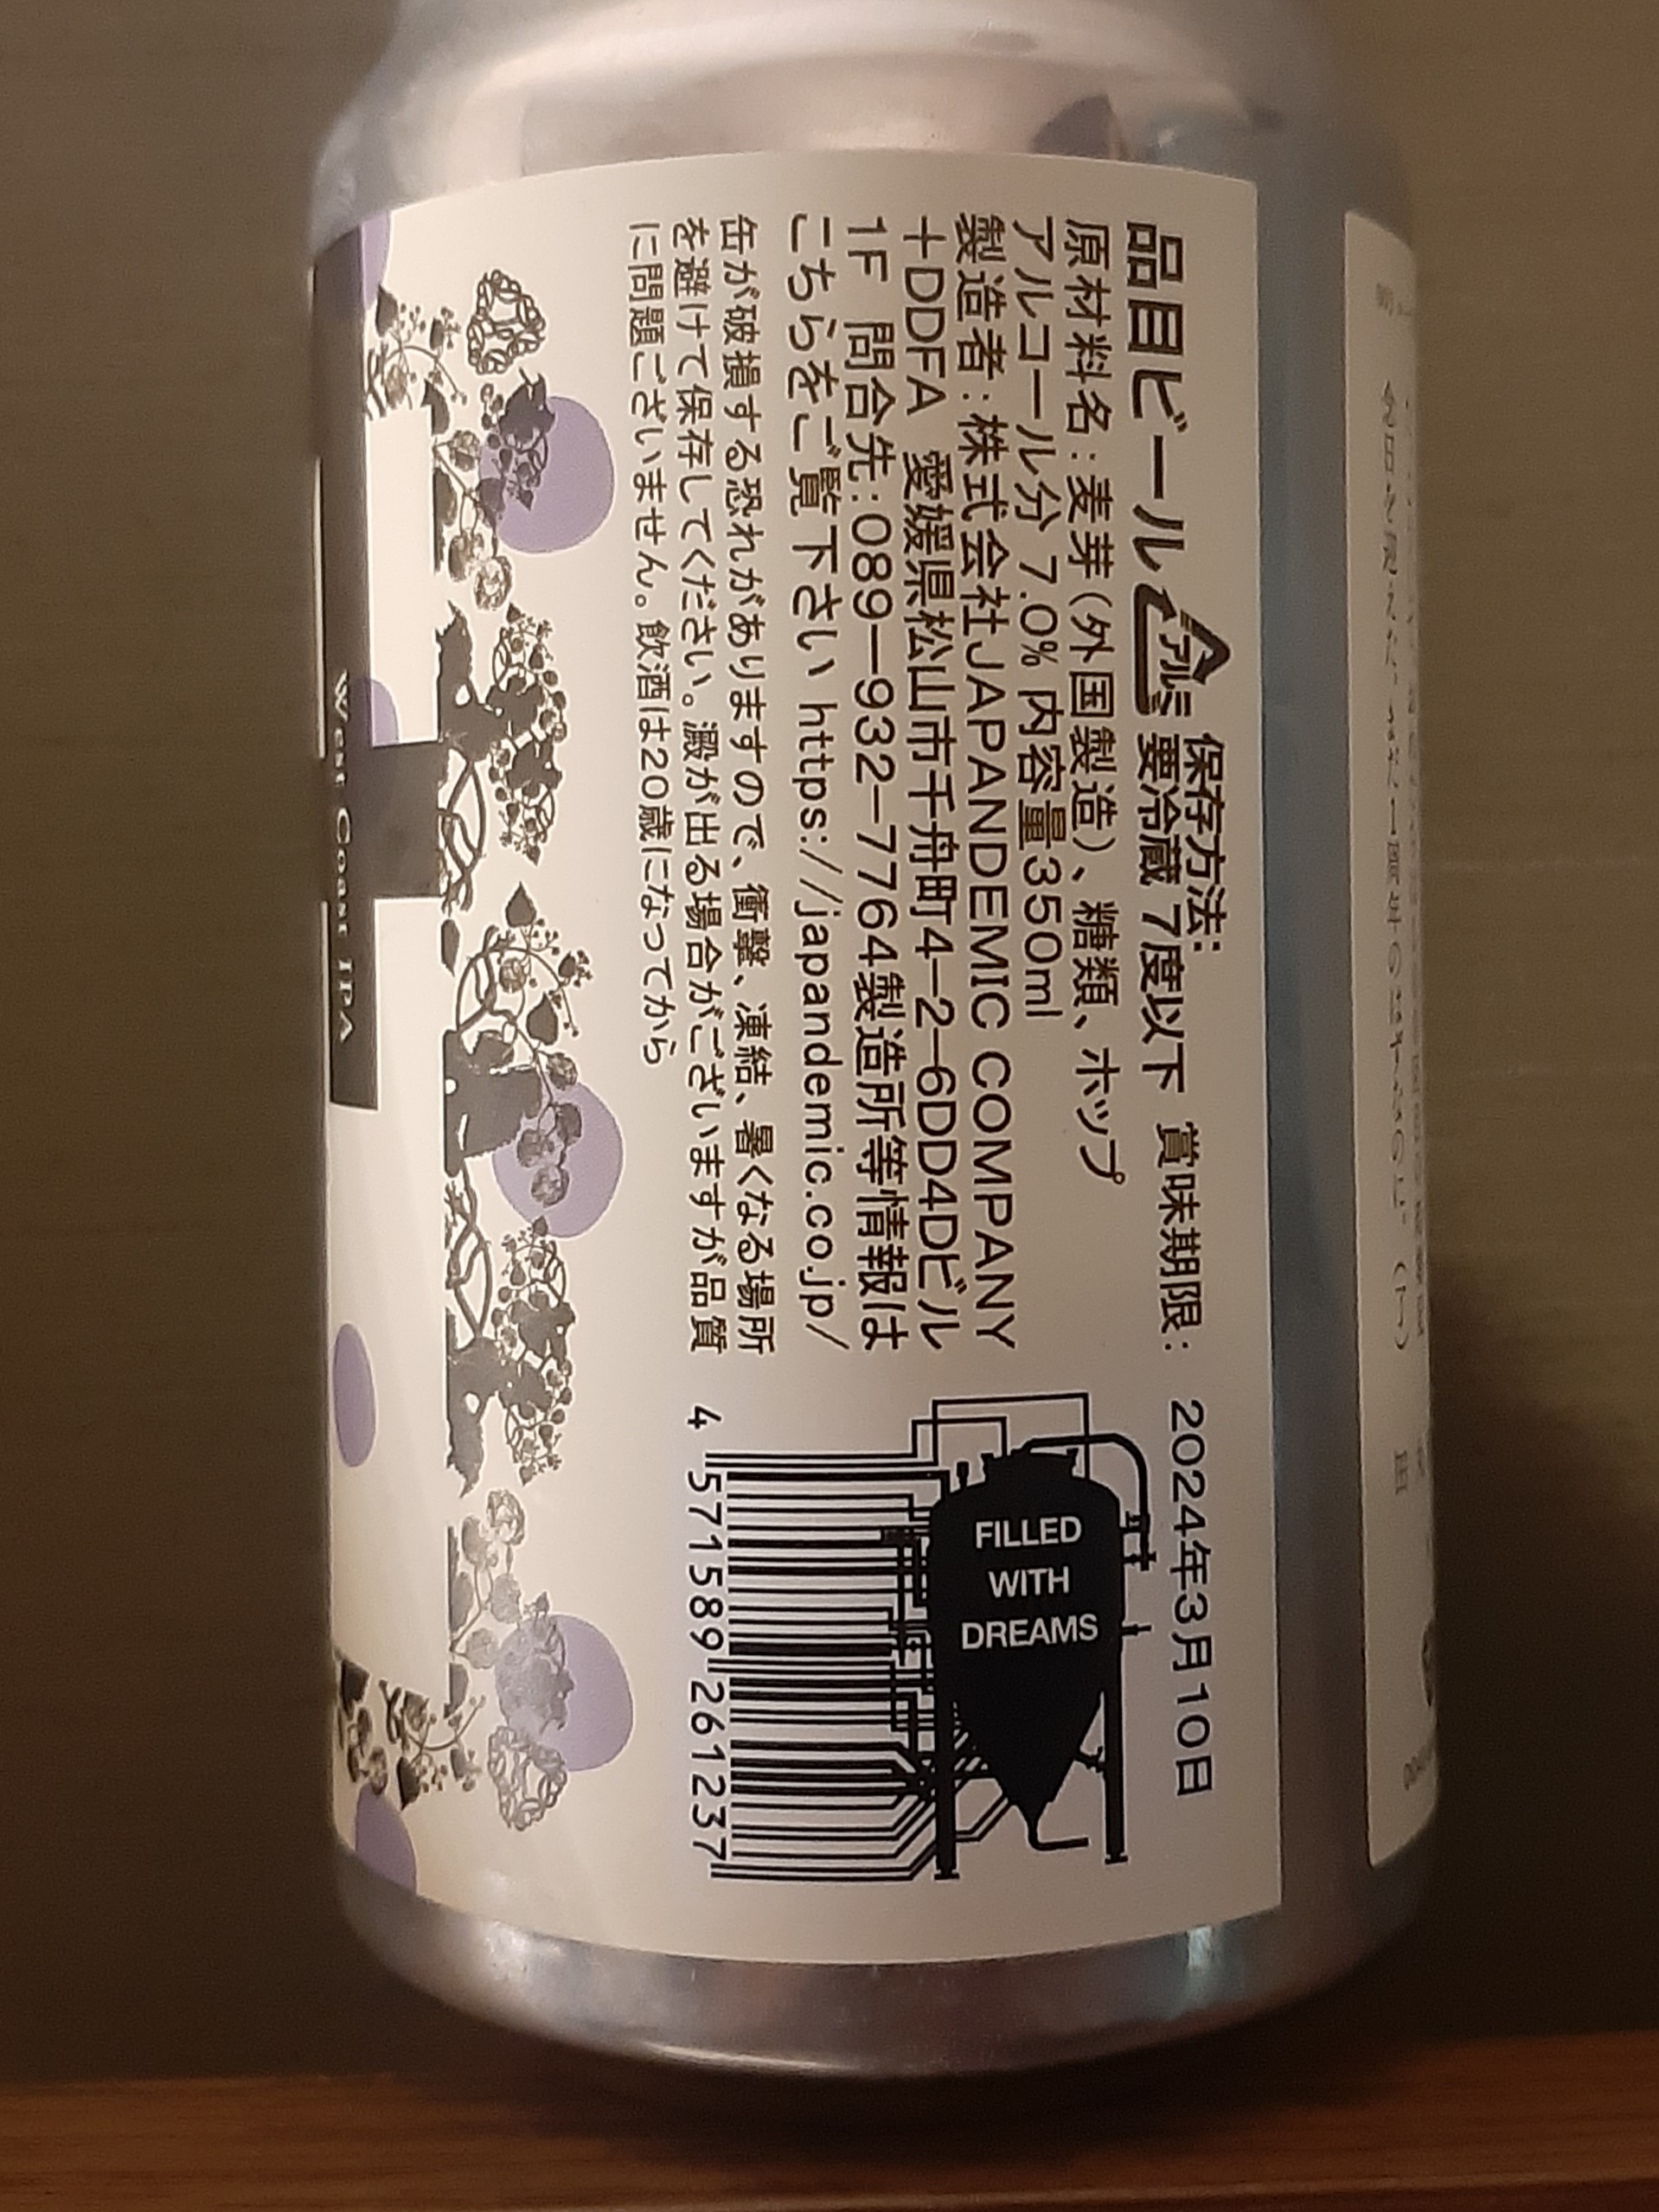 品目ビール
アルミ
保存方法:
要冷蔵 7度以下
賞味期限:
2024年3月10日
原材料名:麦芽(外国製造)、糖類、ホップ
アルコール分 7.0% 内容量350ml
製造者:株式会社JAPANDEMIC COMPANY
+DDFA 愛媛県松山市千舟町4-2-6DD4Dビル
1F 問合先:089-932-7764製造所等情報は
こちらをご覧下さい https://japandemic.co.jp/
缶が破損する恐れがありますので、衝撃、凍結、暑くなる場所
を避けて保存してください。澱が出る場合がございますが品質
に問題ございません。飲酒は20歳になってから
FILLED
WITH
DREAMS
4 571589 261237
West Coast IPA